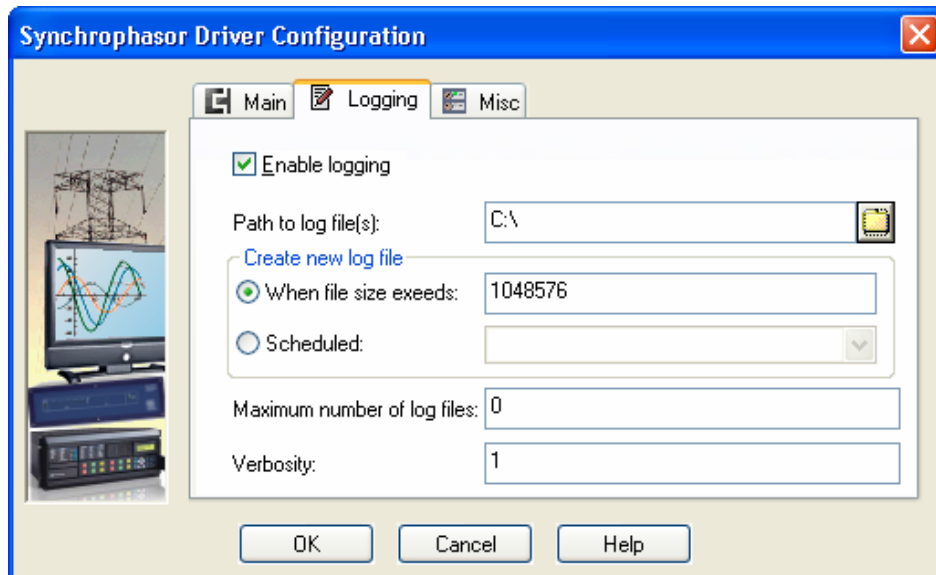 Synchrophasor Driver Configuration
Main Logging Misc
Enable logging
Path to log file(s): C:\
Create new log file
When file size exeeds: 1048576
Scheduled:
Maximum number of log files: 0
Verbosity: 1
OK Cancel Help